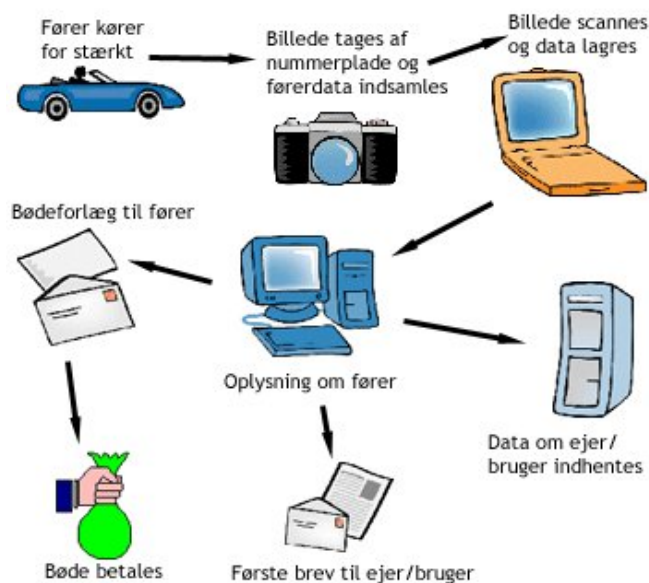 Fører kører
for stærkt
Billede tages af
nummerplade og
førerdata indsamles
Billede scannes
og data lagres
Bødeforlæg til fører
Oplysning om fører
Data om ejer/
bruger indhentes
Bøde betales
Første brev til ejer/bruger